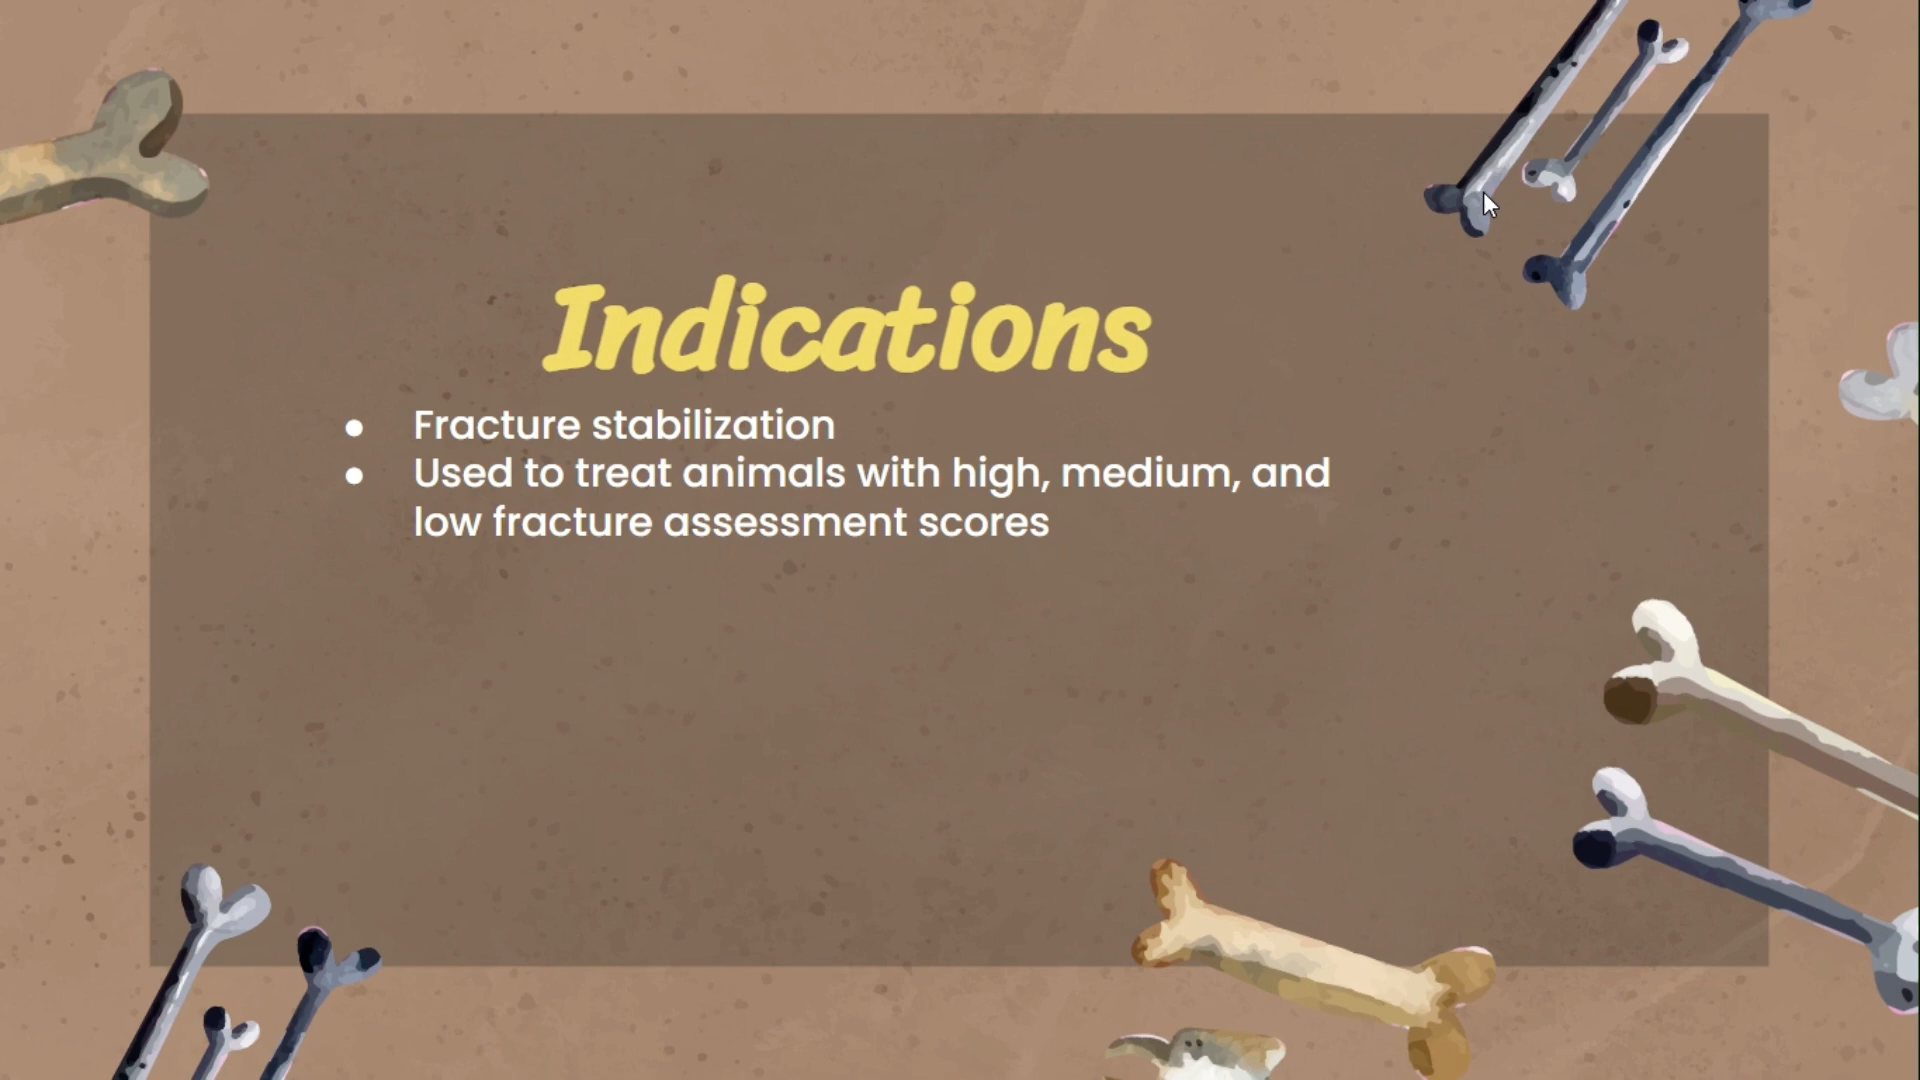 Indications
● Fracture stabilization
● Used to treat animals with high, medium, and
low fracture assessment scores